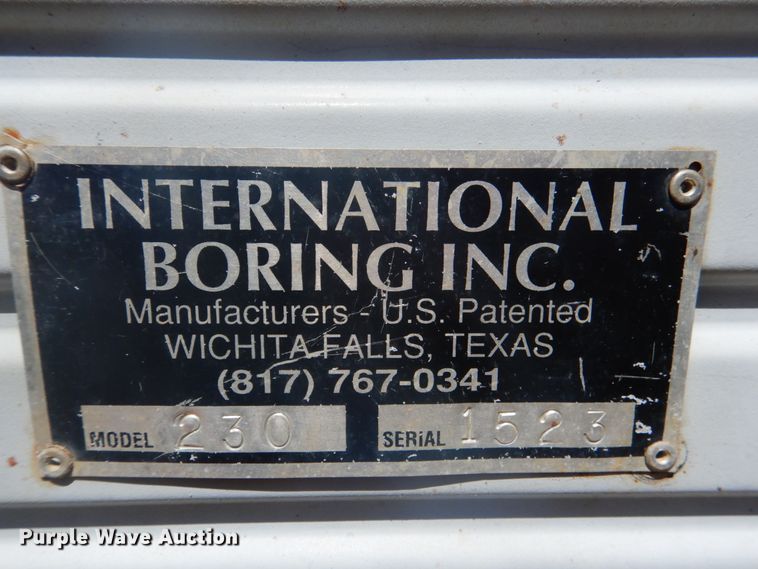 INTERNATIONAL
BORING INC.
Manufacturers - U.S. Patented
WICHITA FALLS, TEXAS
(817) 767-0341
MODEL 230 SERIAL 1523
Purple Wave Auction